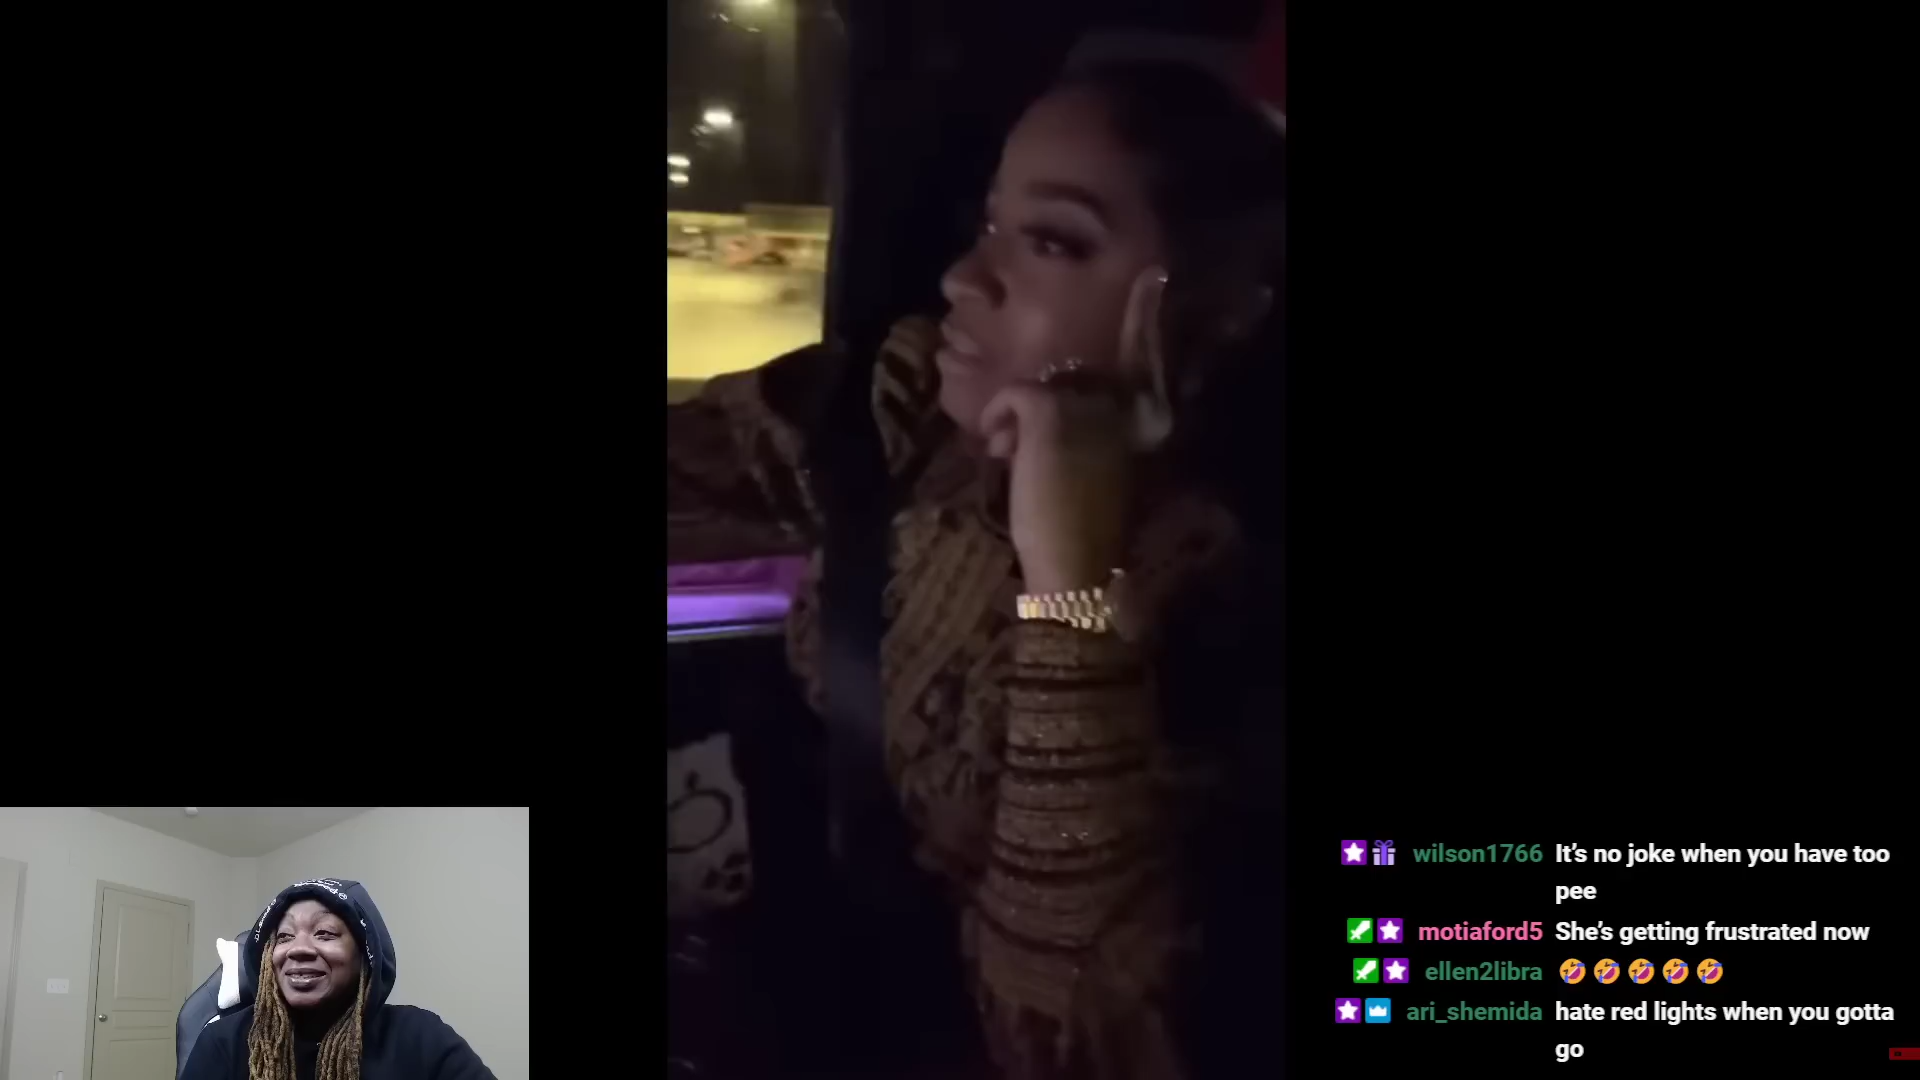 wilson1766 It’s no joke when you have too
pee
motiaford5 She’s getting frustrated now
ellen2libra 🤣🤣🤣🤣🤣
ari_shemida hate red lights when you gotta
go